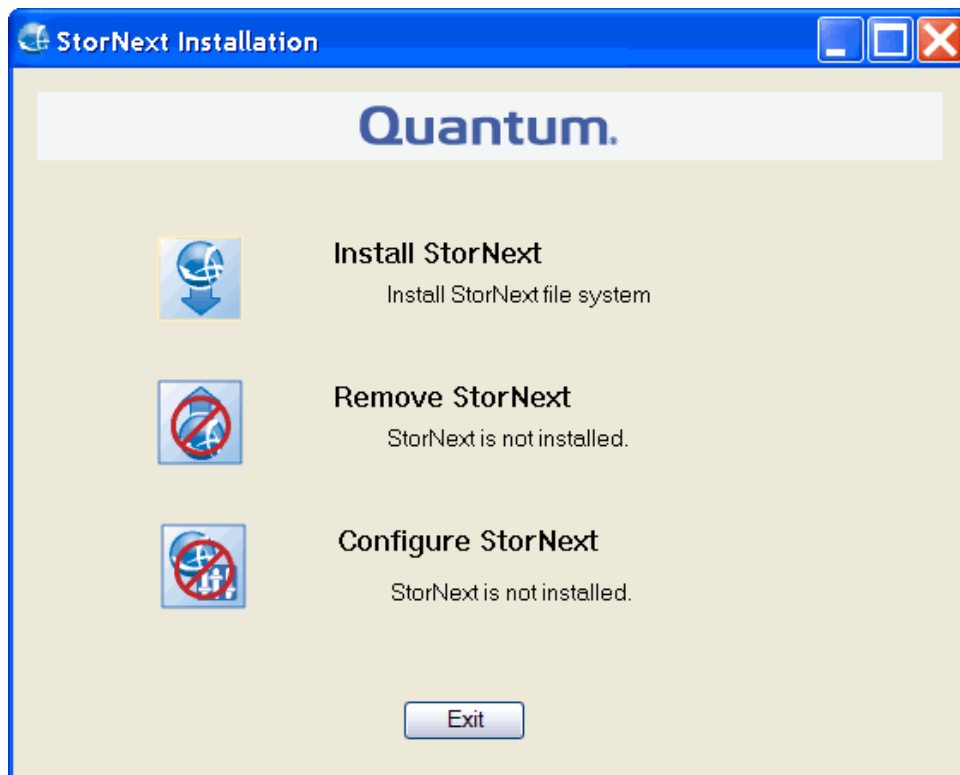 StorNext Installation
Quantum.
Install StorNext
Install StorNext file system
Remove StorNext
StorNext is not installed.
Configure StorNext
StorNext is not installed.
Exit